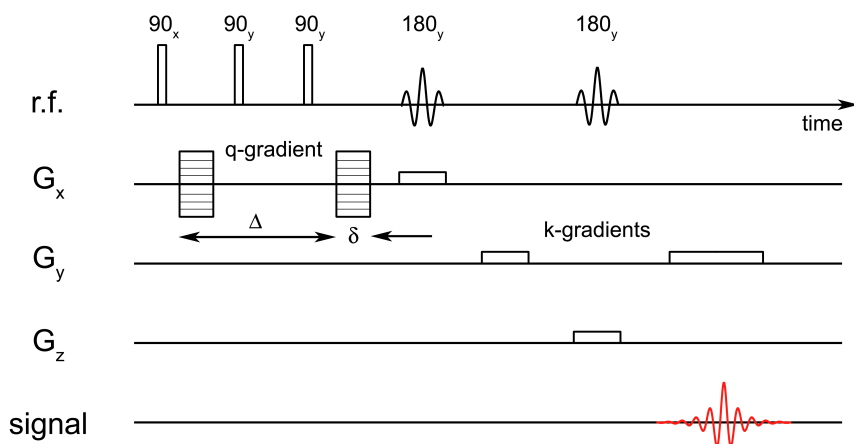 90x 90y 90y 180y 180y
r.f.
time
q-gradient
Gx
Δ δ k-gradients
Gy
Gz
signal